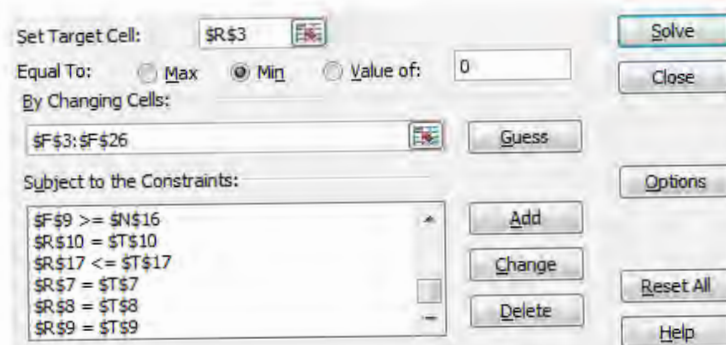 Set Target Cell: $R$3 Solve
Equal To: Max Min Value of: 0 Close
By Changing Cells:
$F$3:$F$26 Guess
Subject to the Constraints: Options
$F$9 >= $N$16 Add
$R$10 = $T$10
$R$17 <= $T$17 Change
$R$7 = $T$7 Reset All
$R$8 = $T$8 Delete
$R$9 = $T$9 Help